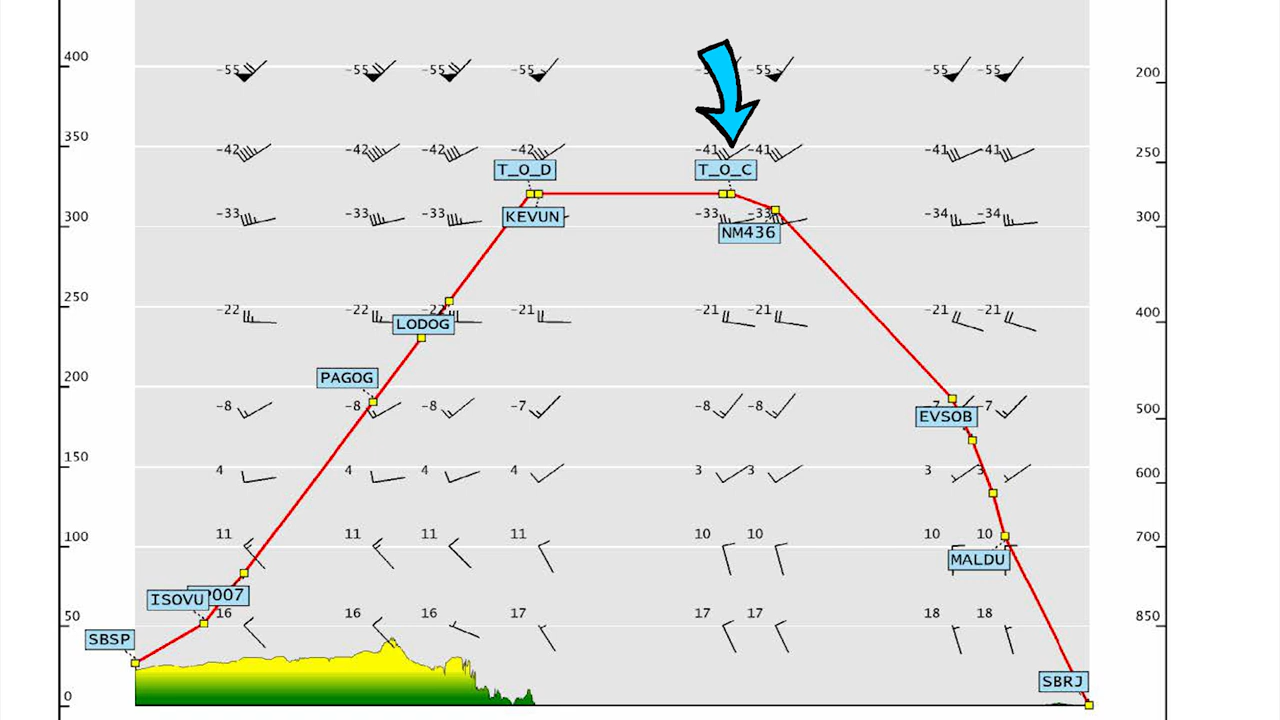 400
-55 -55 -55 -55 -55 -55 -55
200
350
-42 -42 -42 -42 -41 -41 -41 -41
250
T_O_D T_O_C
300
-33 -33 -33 -33 -33 -34 -34
300
KEVUN
NM436
250
-22 -22 -21 -21 -21 -21 -21
400
LODOG
PAGOG
200
-8 -8 -8 -7 -8 -8 -7 -7
500
EVSOB
150
4 4 4 4 3 3 3 3
600
100
11 11 11 11 10 10 10 10
700
MALDU
ISOVU 007
50
16 16 16 17 17 17 18 18
850
SBSP
SBRJ
0